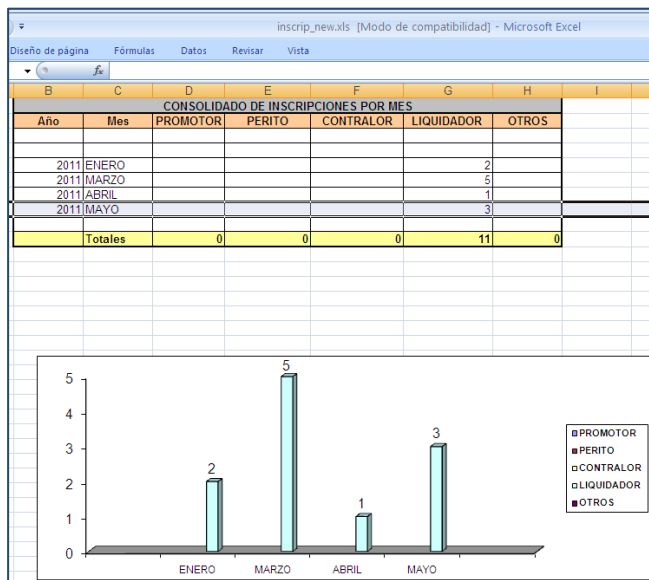 inscrip_new.xls [Modo de compatibilidad] - Microsoft Excel
Diseño de página Fórmulas Datos Revisar Vista
fx
B C D E F G H I
CONSOLIDADO DE INSCRIPCIONES POR MES
Año Mes PROMOTOR PERITO CONTRALOR LIQUIDADOR OTROS
2011 ENERO 2
2011 MARZO 5
2011 ABRIL 1
2011 MAYO 3
Totales 0 0 0 11 0
5
4
3
2
1
0
2
5
1
3
ENERO MARZO ABRIL MAYO
PROMOTOR
PERITO
CONTRALOR
LIQUIDADOR
OTROS